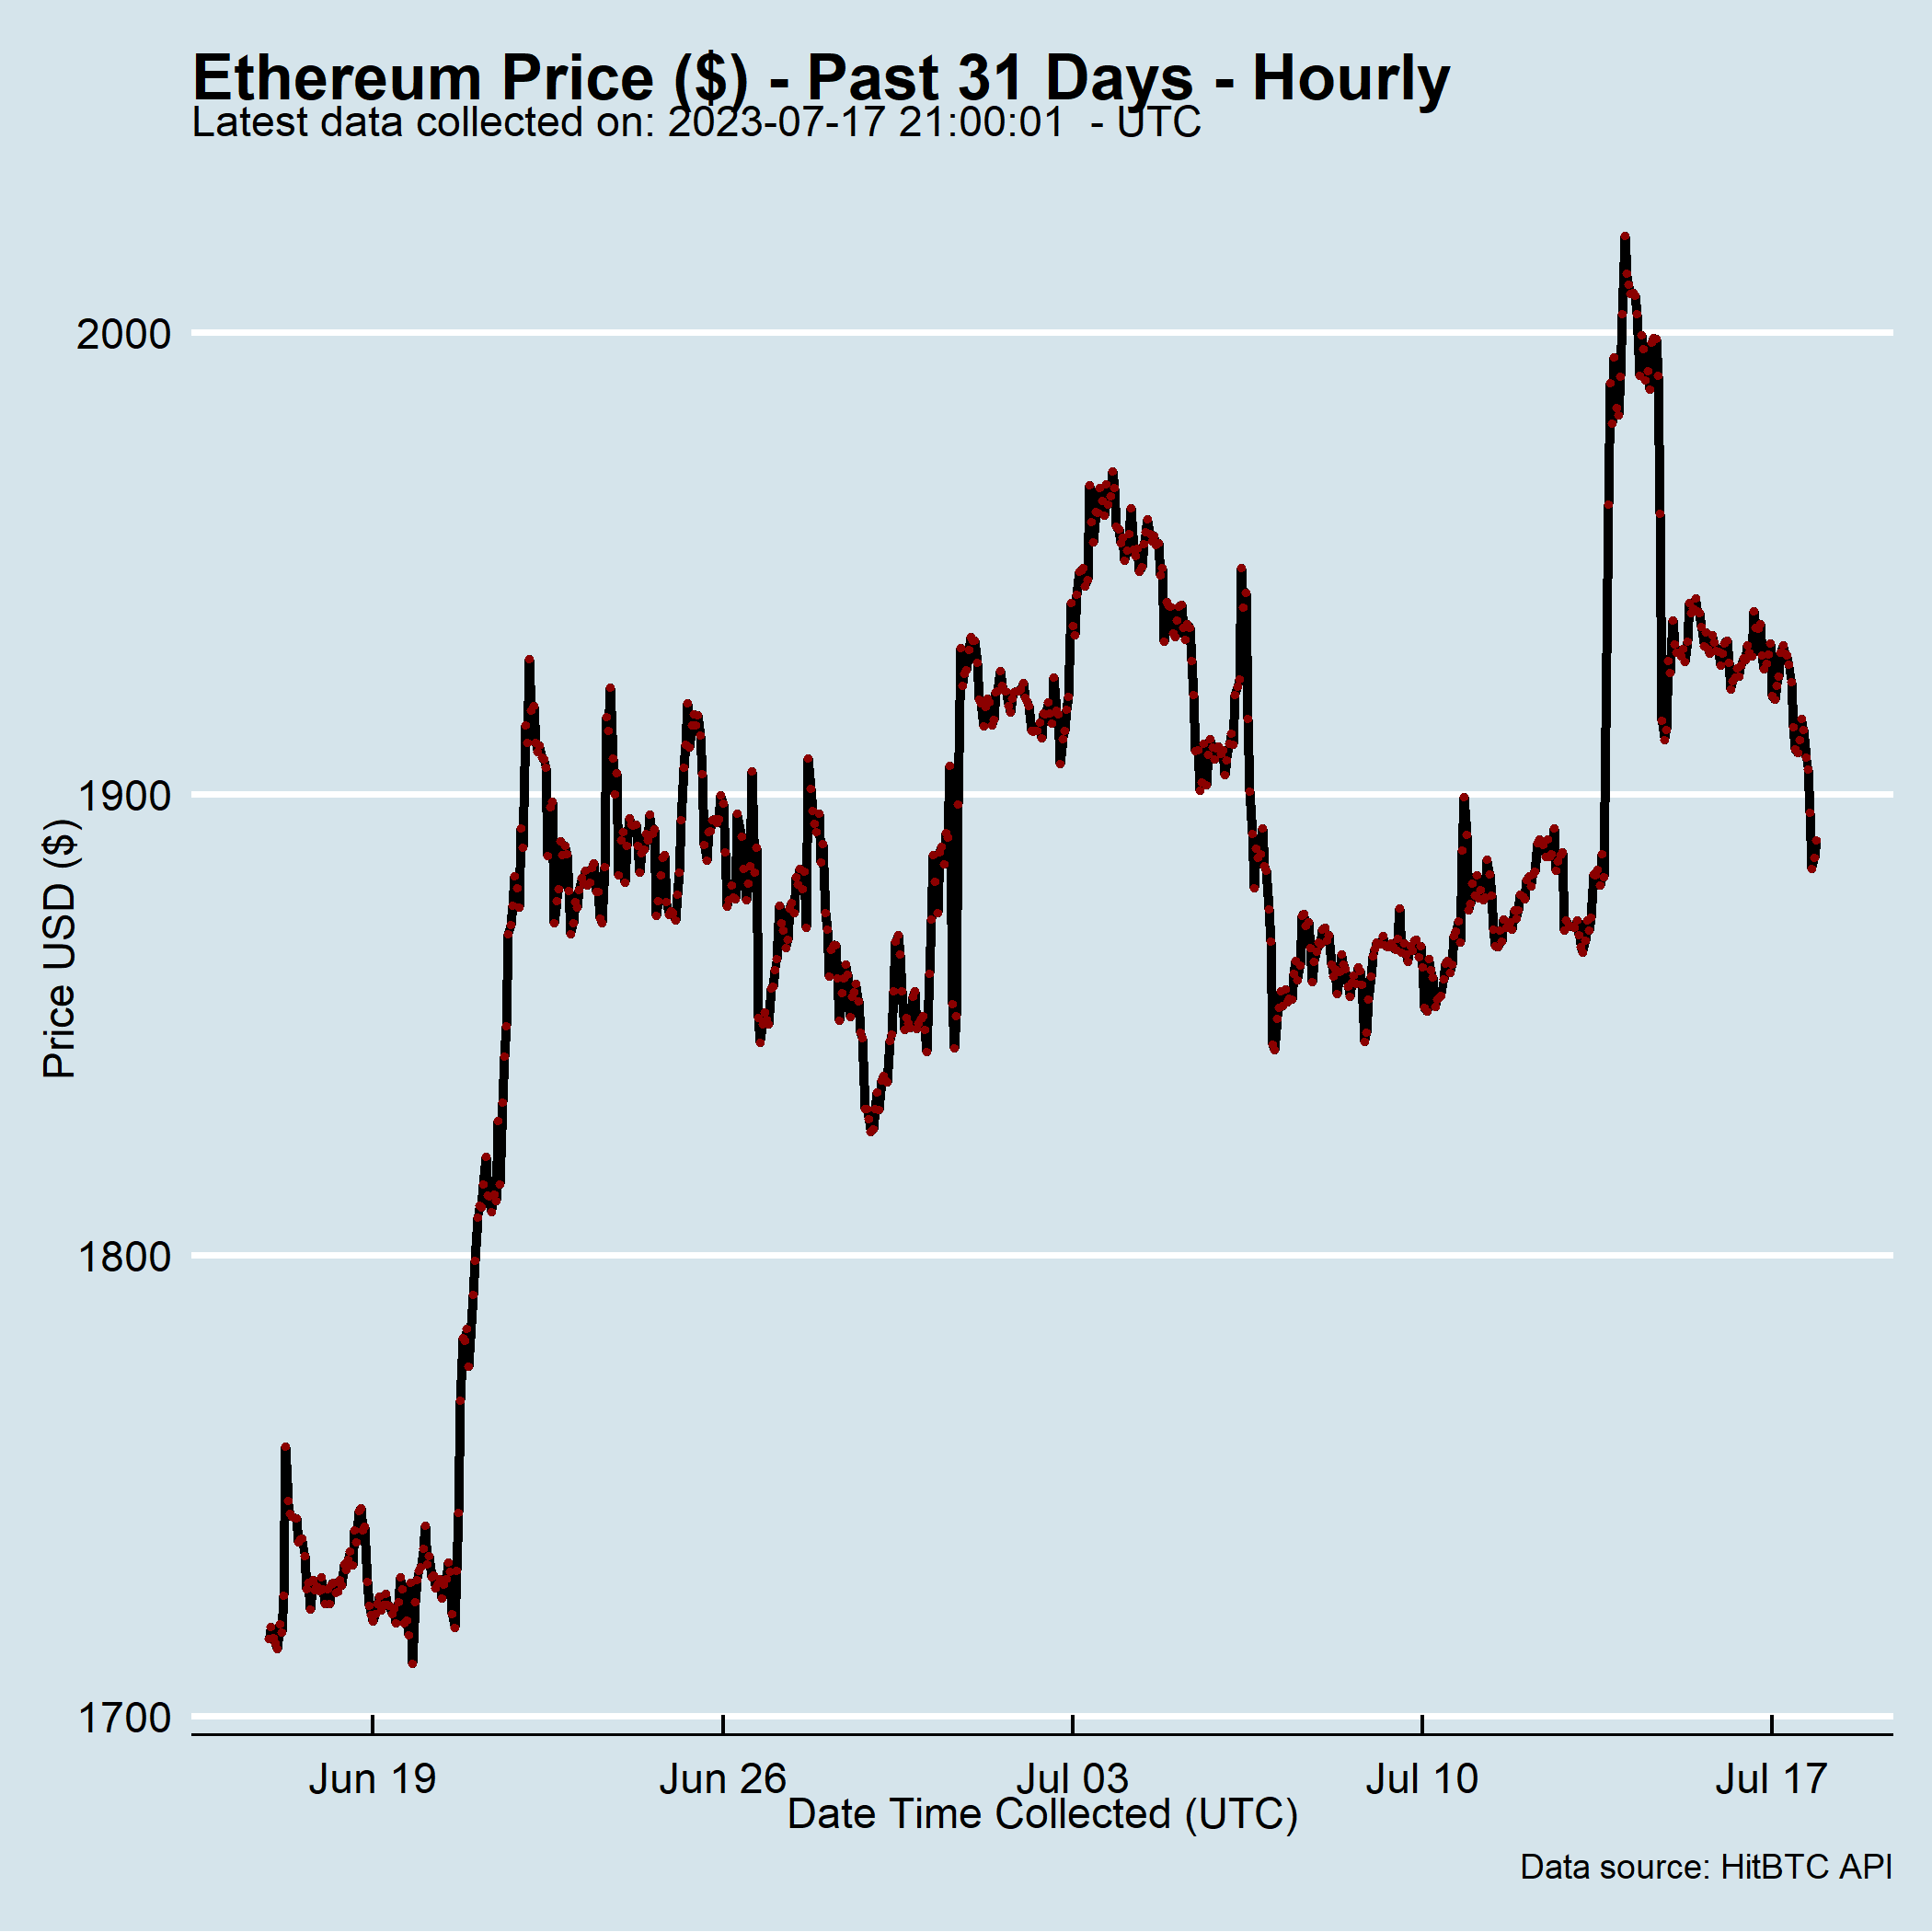 Ethereum Price ($) - Past 31 Days - Hourly
Latest data collected on: 2023-07-17 21:00:01  - UTC
2000
1900
1800
1700
Price USD ($)
Jun 19 Jun 26 Jul 03 Jul 10 Jul 17
Date Time Collected (UTC)
Data source: HitBTC API